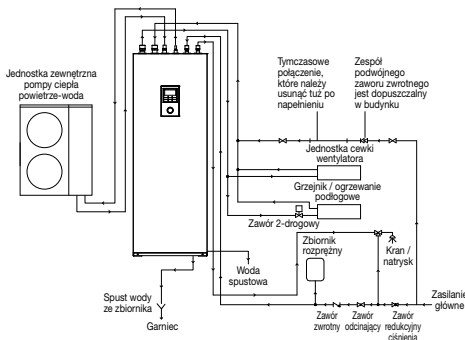 Jednostka zewnętrzna
pompy ciepła
powietrze-woda
Tymczasowe
połączenie,
które należy
usunąć tuż po
napełnieniu
Zespół
podwójnego
zaworu zwrotnego
jest dopuszczalny
w budynku
Jednostka cewki
wentylatora
Grzejnik / ogrzewanie
podłogowe
Zawór 2-drogowy
Zbiornik
rozprężny
Kran /
natrysk
Woda
spustowa
Spust wody
ze zbiornika
Garniec
Zawór
zwrotny
Zawór
odcinający
Zawór
redukcyjny
ciśnienia
Zasilanie
główne